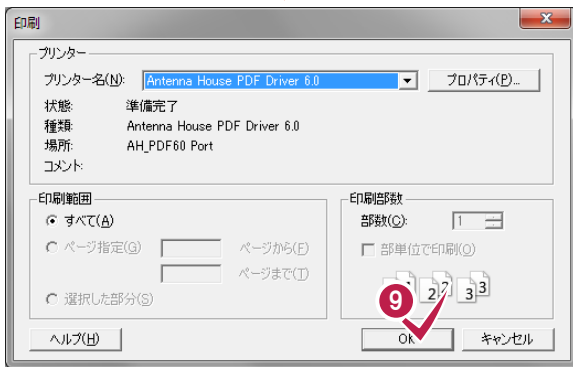 印刷
プリンター
プリンター名(N): Antenna House PDF Driver 6.0 プロパティ(P)...
状態: 準備完了
種類: Antenna House PDF Driver 6.0
場所: AH_PDF60 Port
コメント:
印刷範囲
すべて(A)
ページ指定(G) ページから(F)
ページまで(T)
選択した部分(S)
印刷部数
部数(C): 1
部単位で印刷(O)
1 2 2 3 3
9
ヘルプ(H) OK キャンセル